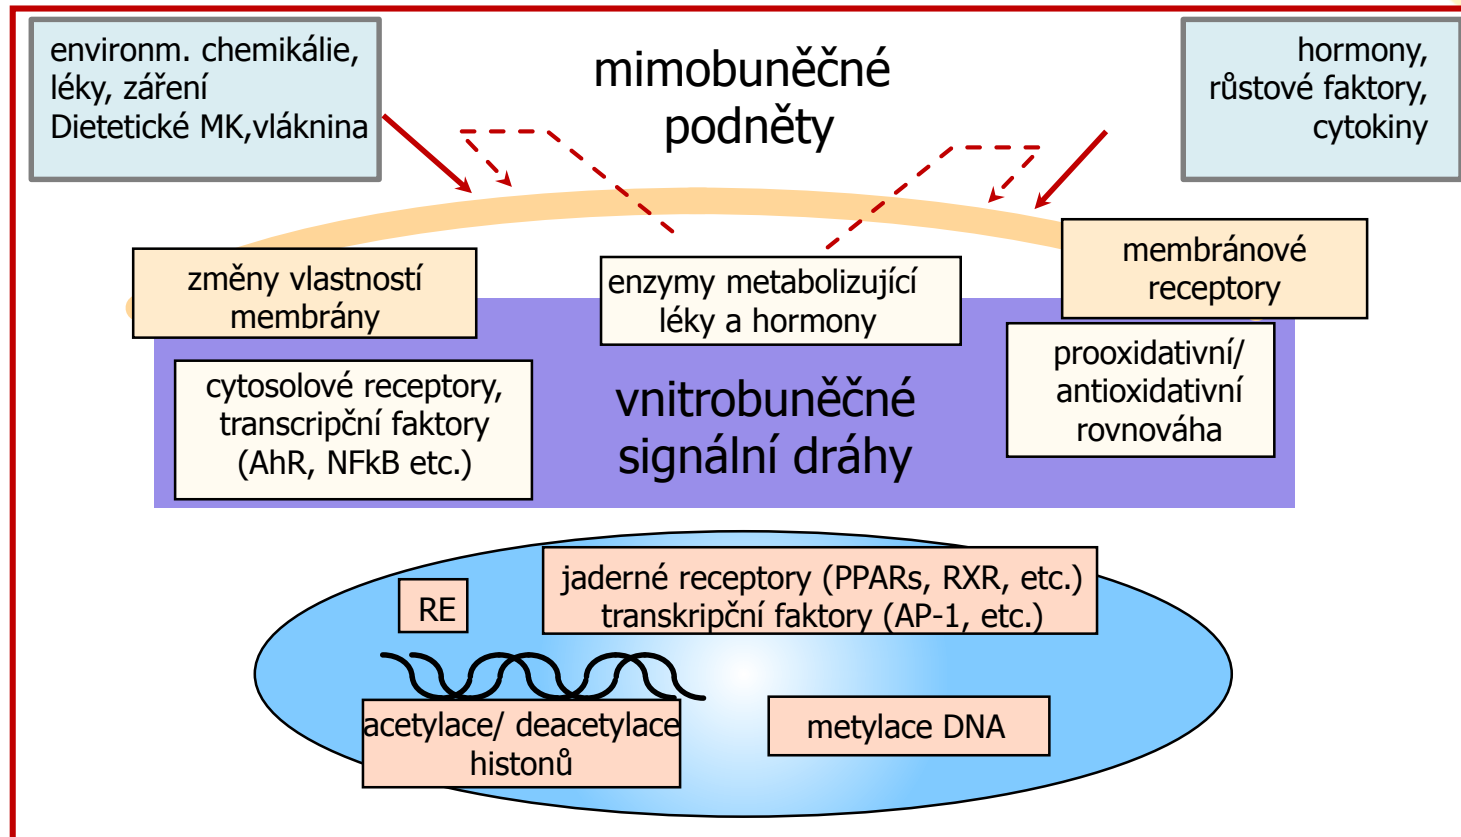 environm. chemikálie,
léky, záření
Dietetické MK,vláknina
mimobuněčné
podněty
hormony,
růstové faktory,
cytokiny
změny vlastností
membrány
enzymy metabolizující
léky a hormony
membránové
receptory
cytosolové receptory,
transcripční faktory
(AhR, NFkB etc.)
vnitrobuněčné
signální dráhy
prooxidativní/
antioxidativní
rovnováha
RE
jaderné receptory (PPARs, RXR, etc.)
transkripční faktory (AP-1, etc.)
acetylace/ deacetylace
histonů
metylace DNA